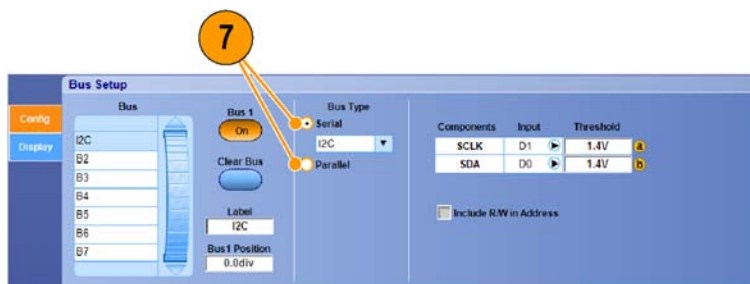 7
Bus Setup
Config
Display
Bus
I2C
B2
B3
B4
B5
B6
B7
Bus 1
On
Clear Bus
Label
I2C
Bus1 Position
0.0div
Bus Type
Serial
I2C
Parallel
Components Input Threshold
SCLK D1 1.4V a
SDA D0 1.4V b
Include R/W in Address